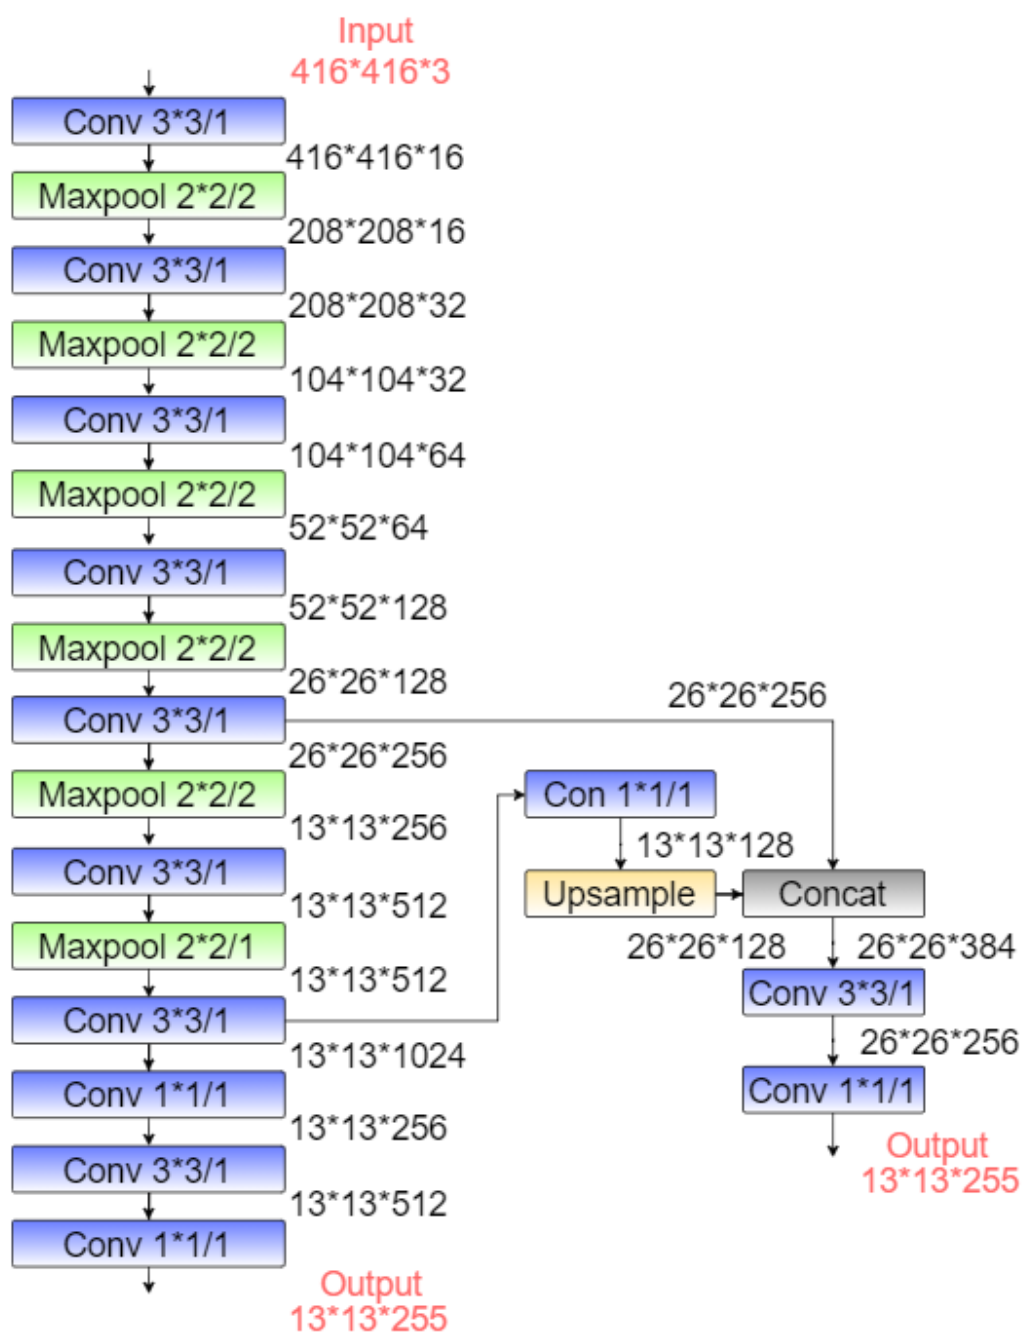 Input
416*416*3
Conv 3*3/1
416*416*16
Maxpool 2*2/2
208*208*16
Conv 3*3/1
208*208*32
Maxpool 2*2/2
104*104*32
Conv 3*3/1
104*104*64
Maxpool 2*2/2
52*52*64
Conv 3*3/1
52*52*128
Maxpool 2*2/2
26*26*128
Conv 3*3/1
26*26*256
Maxpool 2*2/2
13*13*256
Conv 3*3/1
13*13*512
Maxpool 2*2/1
13*13*512
Conv 3*3/1
13*13*1024
Conv 1*1/1
13*13*256
Conv 3*3/1
13*13*512
Conv 1*1/1
Output
13*13*255
26*26*256
Con 1*1/1
13*13*128
Upsample
26*26*128
Concat
26*26*384
Conv 3*3/1
26*26*256
Conv 1*1/1
Output
13*13*255